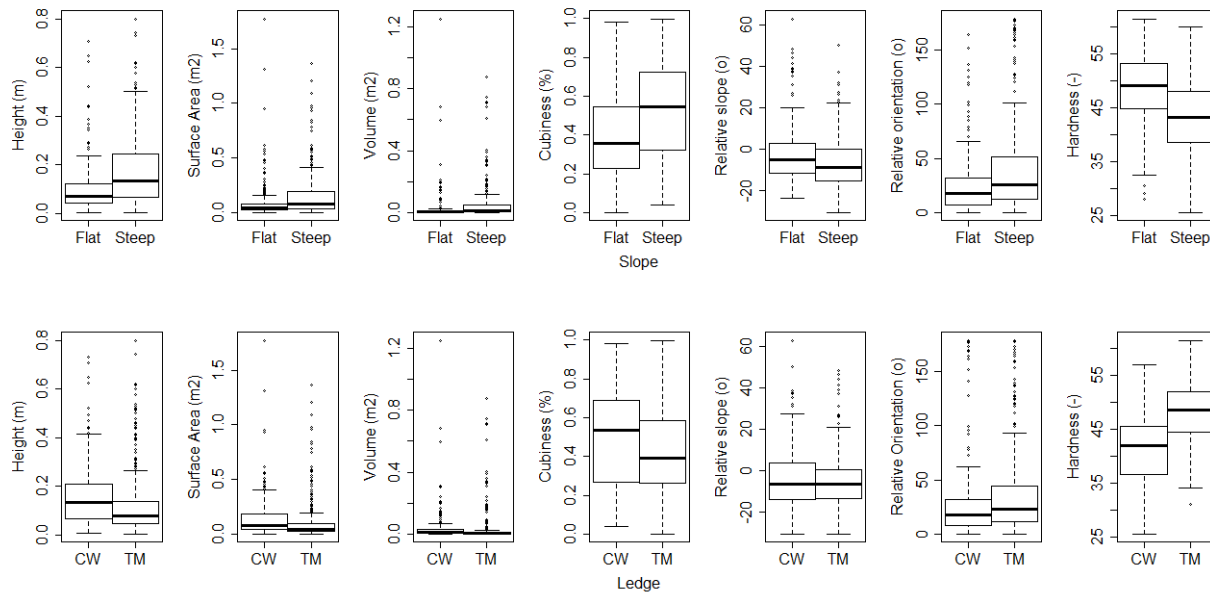 Height (m)
0.0 0.2 0.4 0.6 0.8
Flat Steep
Surface Area (m2)
0.0 0.5 1.0 1.5
Flat Steep
Volume (m2)
0.0 0.4 0.8 1.2
Flat Steep
Cubiness (%)
0.0 0.2 0.4 0.6 0.8 1.0
Flat Steep
Relative slope (o)
-20 0 20 40 60
Flat Steep
Relative orientation (o)
0 50 100 150
Flat Steep
Hardness (-)
25 35 45 55
Flat Steep
Slope
Height (m)
0.0 0.2 0.4 0.6 0.8
CW TM
Surface Area (m2)
0.0 0.5 1.0 1.5
CW TM
Volume (m2)
0.0 0.4 0.8 1.2
CW TM
Cubiness (%)
0.0 0.2 0.4 0.6 0.8 1.0
CW TM
Relative slope (o)
-20 0 20 40 60
CW TM
Relative Orientation (o)
0 50 100 150
CW TM
Hardness (-)
25 35 45 55
CW TM
Ledge